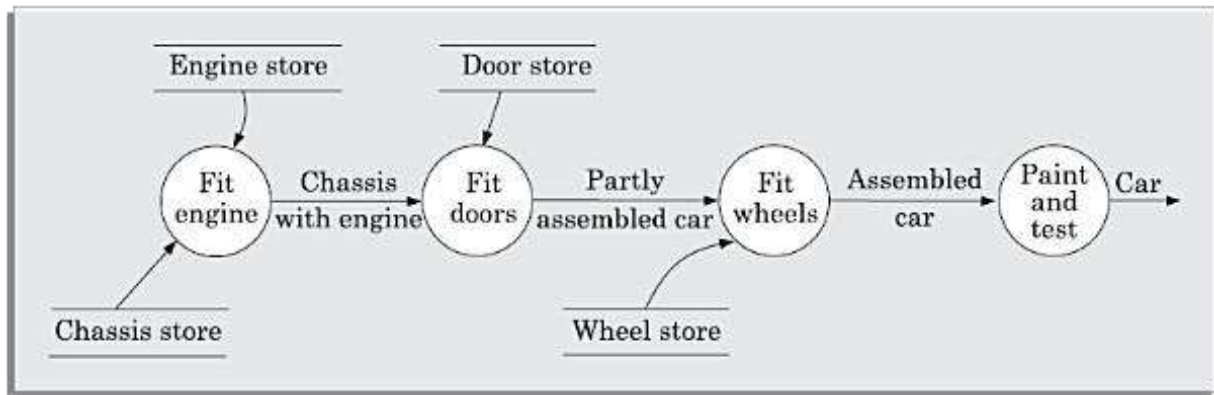 Engine store
Door store
Fit
engine
Chassis
with engine
Fit
doors
Partly
assembled car
Fit
wheels
Assembled
car
Paint
and
test
Car
Chassis store
Wheel store